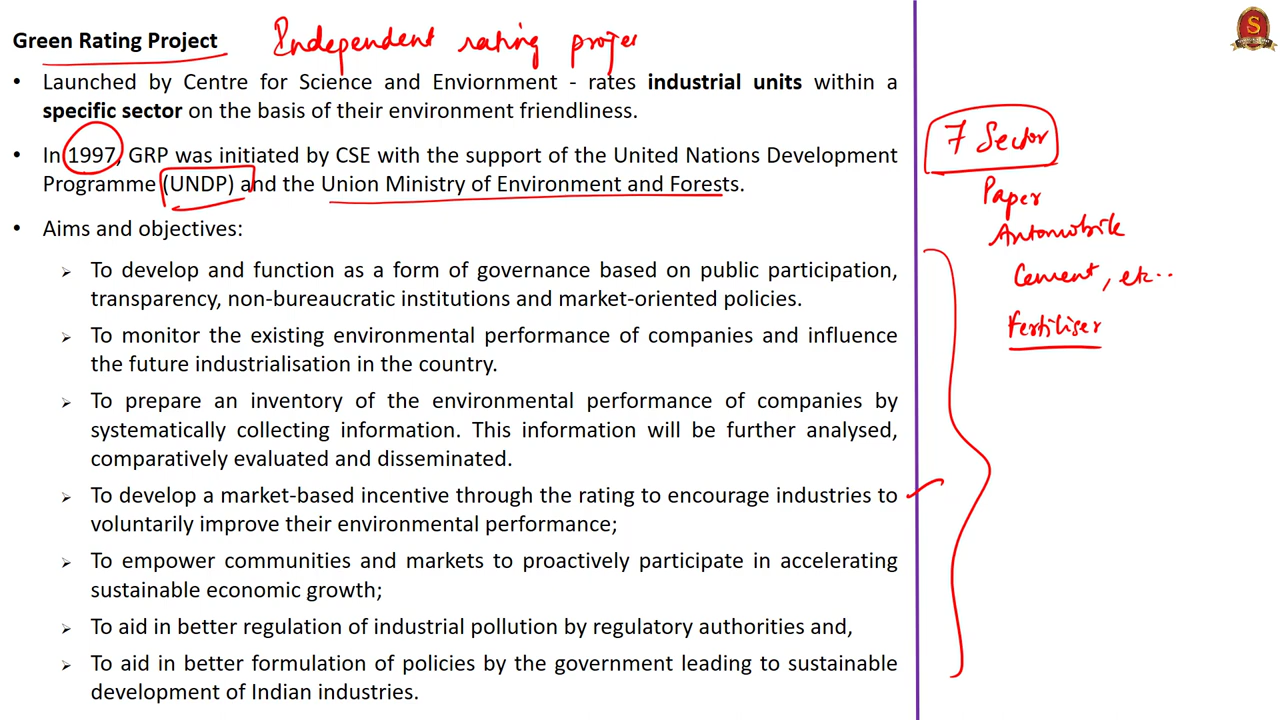 Green Rating Project
Independent rating projec
• Launched by Centre for Science and Enviornment - rates industrial units within a
specific sector on the basis of their environment friendliness.
• In 1997, GRP was initiated by CSE with the support of the United Nations Development
Programme (UNDP) and the Union Ministry of Environment and Forests.
• Aims and objectives:
➢ To develop and function as a form of governance based on public participation,
transparency, non-bureaucratic institutions and market-oriented policies.
➢ To monitor the existing environmental performance of companies and influence
the future industrialisation in the country.
➢ To prepare an inventory of the environmental performance of companies by
systematically collecting information. This information will be further analysed,
comparatively evaluated and disseminated.
➢ To develop a market-based incentive through the rating to encourage industries to
voluntarily improve their environmental performance;
➢ To empower communities and markets to proactively participate in accelerating
sustainable economic growth;
➢ To aid in better regulation of industrial pollution by regulatory authorities and,
➢ To aid in better formulation of policies by the government leading to sustainable
development of Indian industries.
7 Sector
Paper
Automobile
Cement, etc..
Fertiliser
S